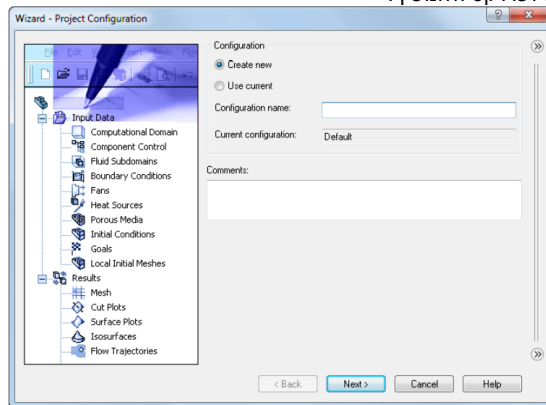 Wizard - Project Configuration
File Edit
Input Data
Computational Domain
Component Control
Fluid Subdomains
Boundary Conditions
Fans
Heat Sources
Porous Media
Initial Conditions
Goals
Local Initial Meshes
Results
Mesh
Cut Plots
Surface Plots
Isosurfaces
Flow Trajectories
Configuration
Create new
Use current
Configuration name:
Current configuration: Default
Comments:
< Back Next > Cancel Help